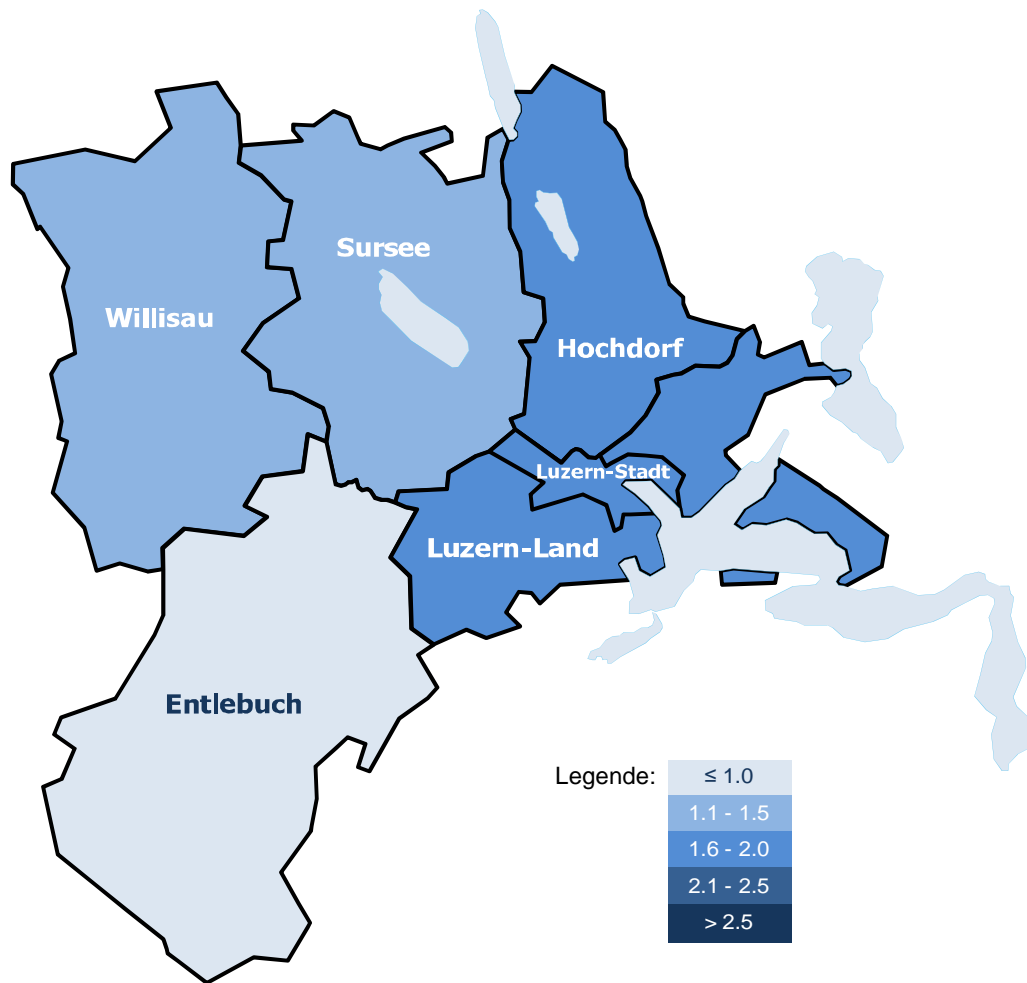 Sursee
Willisau
Hochdorf
Luzern-Stadt
Luzern-Land
Entlebuch
Legende:
≤ 1.0
1.1 - 1.5
1.6 - 2.0
2.1 - 2.5
> 2.5